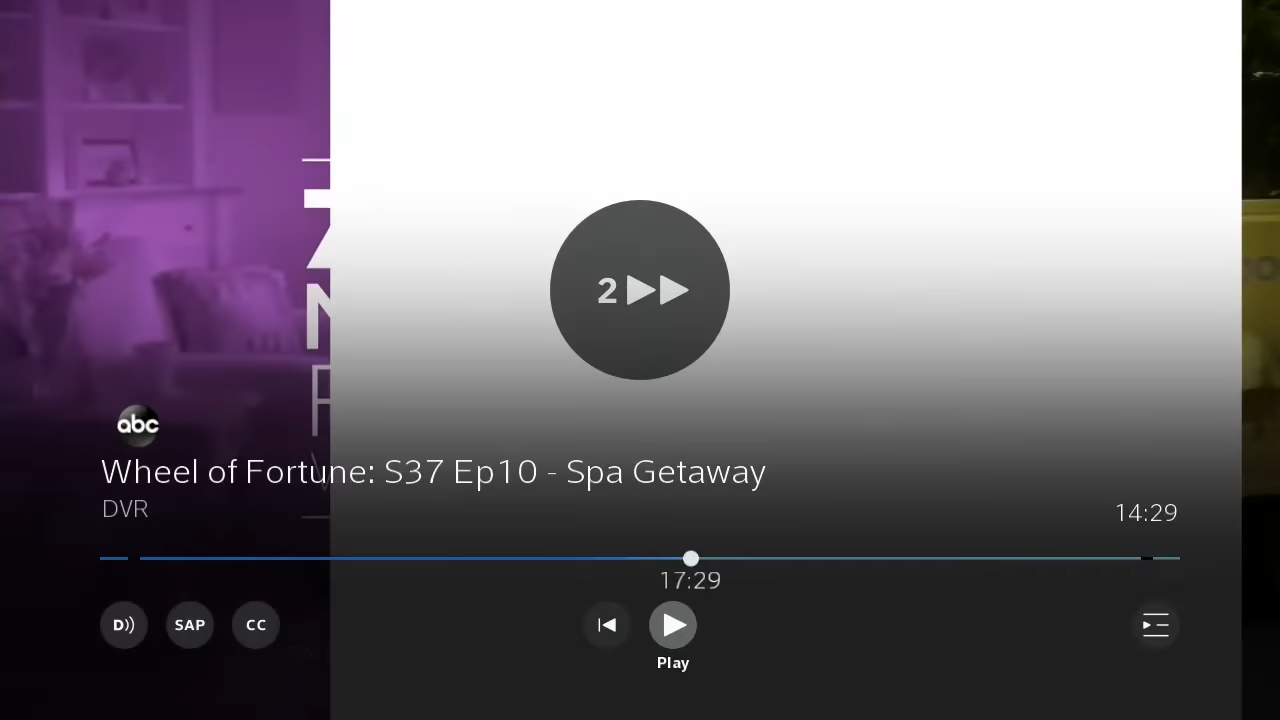 2
abc
Wheel of Fortune: S37 Ep10 - Spa Getaway
DVR
14:29
17:29
D))
SAP
CC
Play